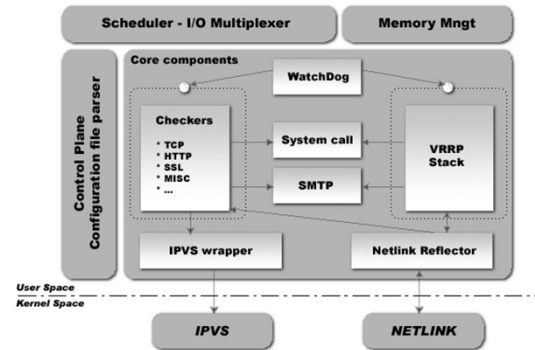 Scheduler - I/O Multiplexer
Memory Mngt
Control Plane
Configuration file parser
Core components
WatchDog
Checkers
* TCP
* HTTP
* SSL
* MISC
* ...
System call
SMTP
VRRP
Stack
IPVS wrapper
Netlink Reflector
User Space
Kernel Space
IPVS
NETLINK